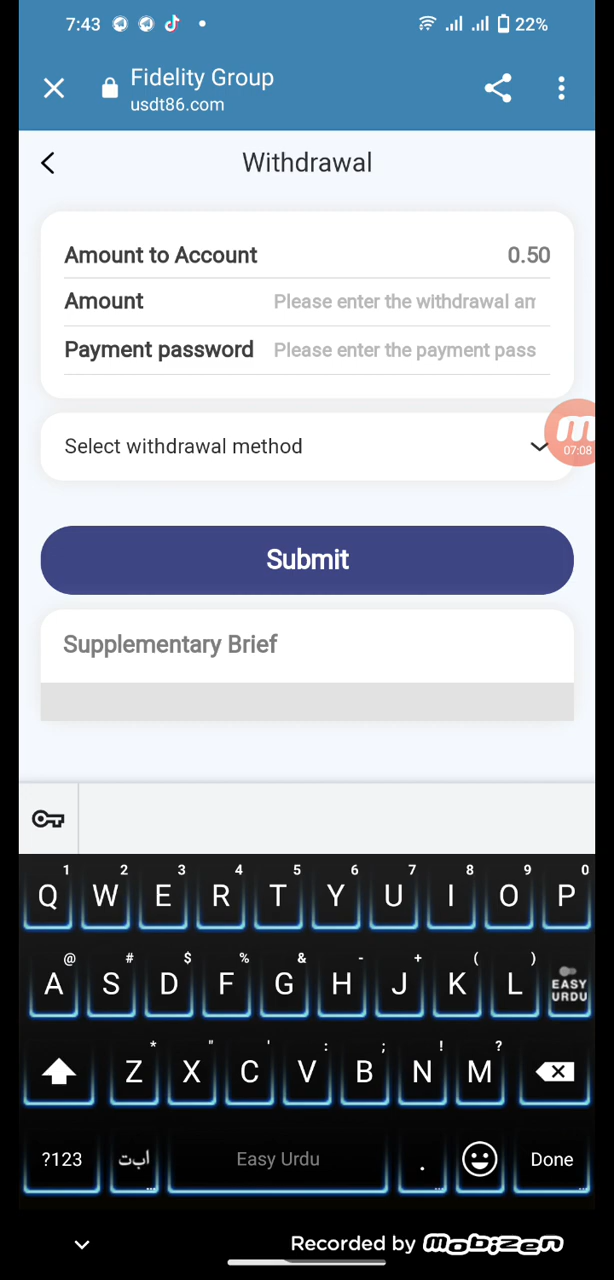 7:43
22%
Fidelity Group
usdt86.com
Withdrawal
Amount to Account 0.50
Amount Please enter the withdrawal am
Payment password Please enter the payment pass
Select withdrawal method
07:08
Submit
Supplementary Brief
1 2 3 4 5 6 7 8 9 0
Q W E R T Y U I O P
@ # $ % & - + ( )
A S D F G H J K L EASY URDU
* " ' : ; ! ?
Z X C V B N M
?123 ا ب ت Easy Urdu . Done
Recorded by mobizen